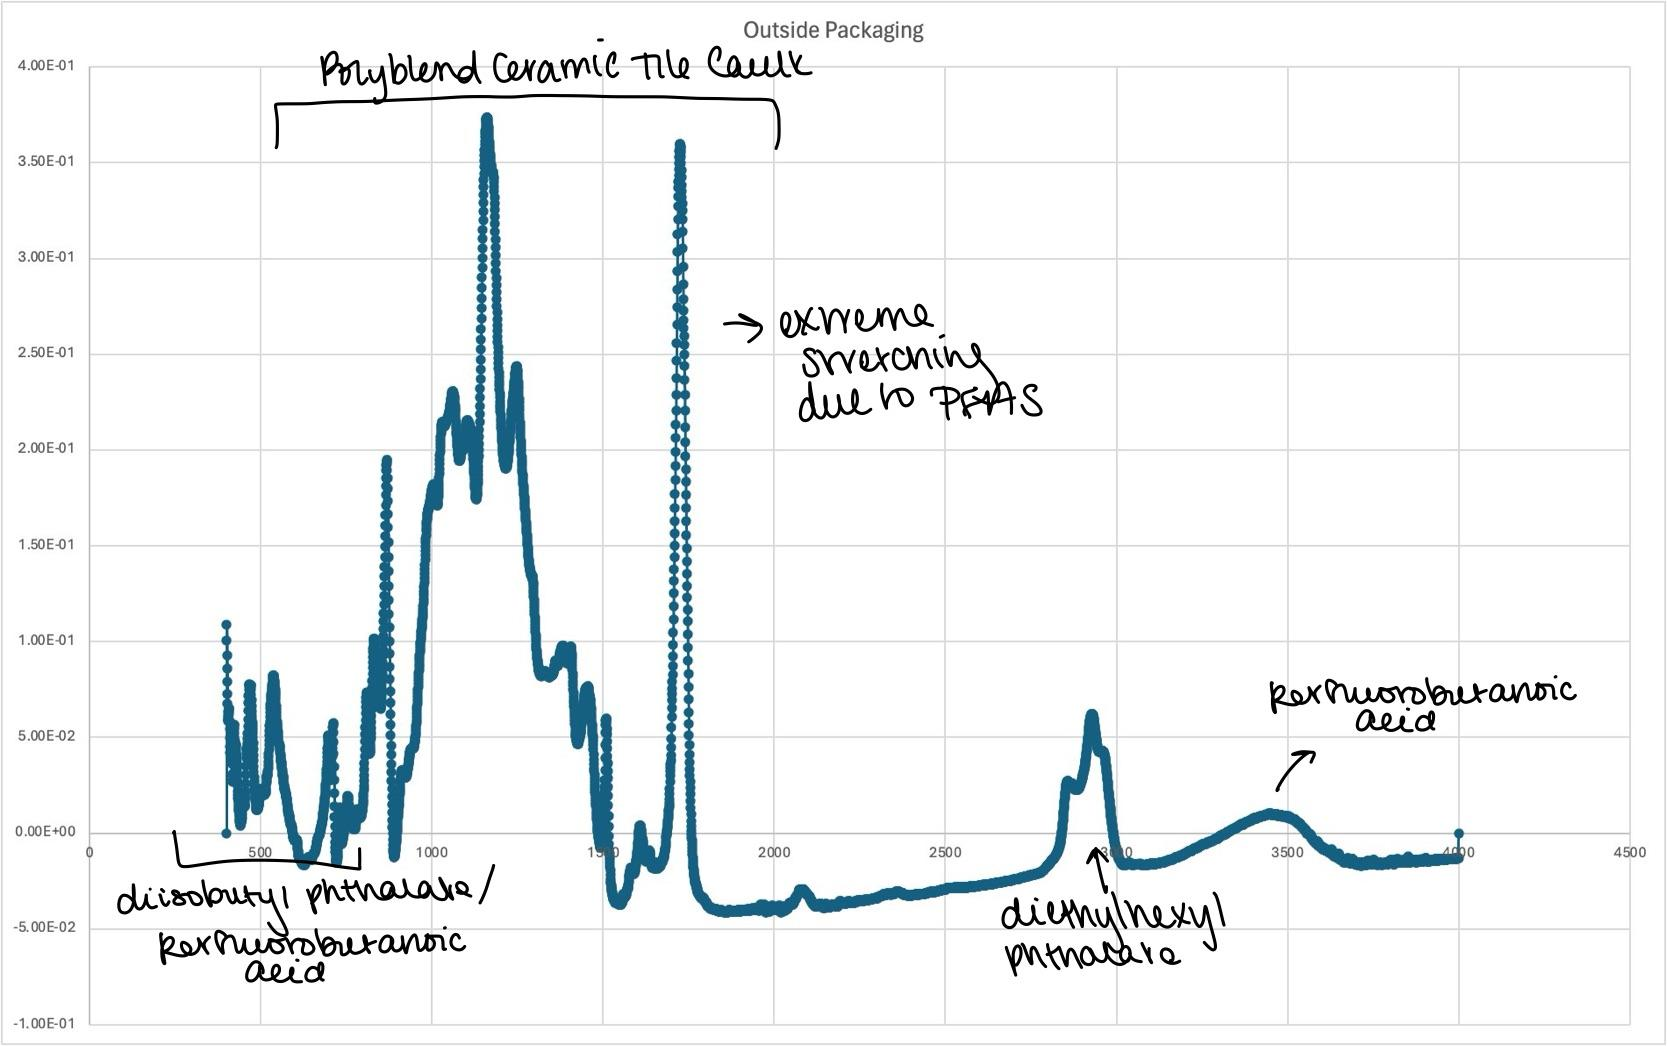 Outside Packaging
4.00E-01
Polyblend Ceramic Tile Caulk
3.50E-01
3.00E-01
→ extreme
stretching
due to PFAS
2.50E-01
2.00E-01
1.50E-01
1.00E-01
perfluorobutanoic
acid
5.00E-02
0.00E+00
0 500 1000 1500 2000 2500 3000 3500 4000 4500
diisobutyl phthalate/
perfluorobutanoic
acid
diethylhexyl
phthalate
-5.00E-02
-1.00E-01